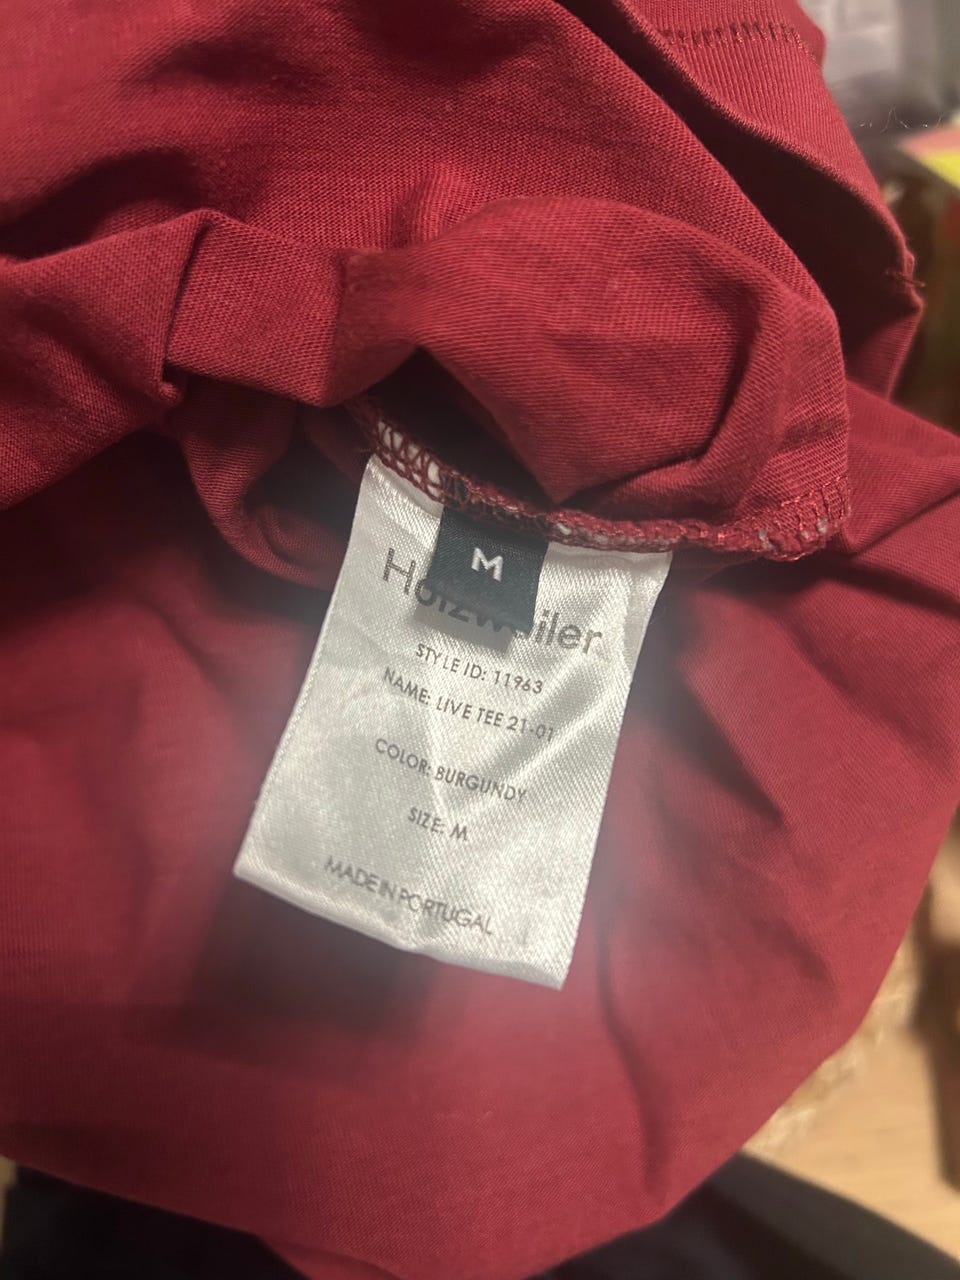 M
Holzweiler
STYLE ID: 11963
NAME: LIVE TEE 21-01
COLOR: BURGUNDY
SIZE: M
MADE IN PORTUGAL